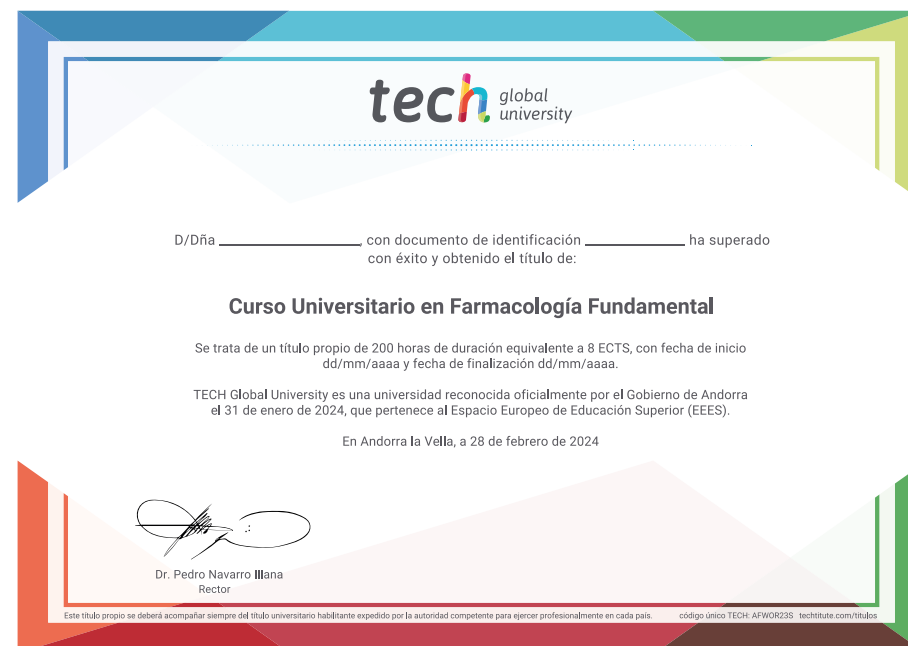 tech global university
D/Dña ________________, con documento de identificación ____________ ha superado
con éxito y obtenido el título de:
Curso Universitario en Farmacología Fundamental
Se trata de un título propio de 200 horas de duración equivalente a 8 ECTS, con fecha de inicio
dd/mm/aaaa y fecha de finalización dd/mm/aaaa.
TECH Global University es una universidad reconocida oficialmente por el Gobierno de Andorra
el 31 de enero de 2024, que pertenece al Espacio Europeo de Educación Superior (EEES).
En Andorra la Vella, a 28 de febrero de 2024
Dr. Pedro Navarro Illana
Rector
Este título propio se deberá acompañar siempre del título universitario habilitante expedido por la autoridad competente para ejercer profesionalmente en cada país. código único TECH: AFWOR23S techtitute.com/titulos